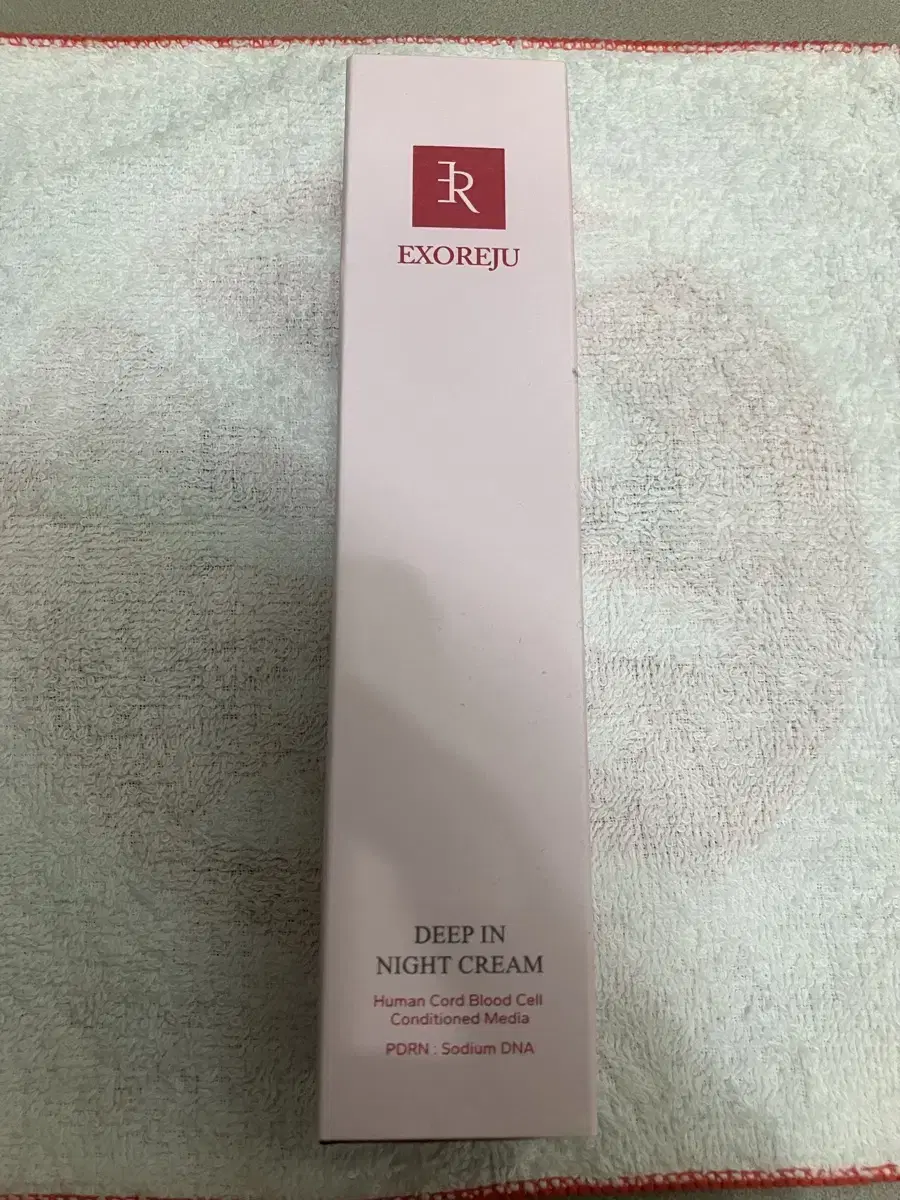 ER
EXOREJU
DEEP IN
NIGHT CREAM
Human Cord Blood Cell
Conditioned Media
PDRN : Sodium DNA